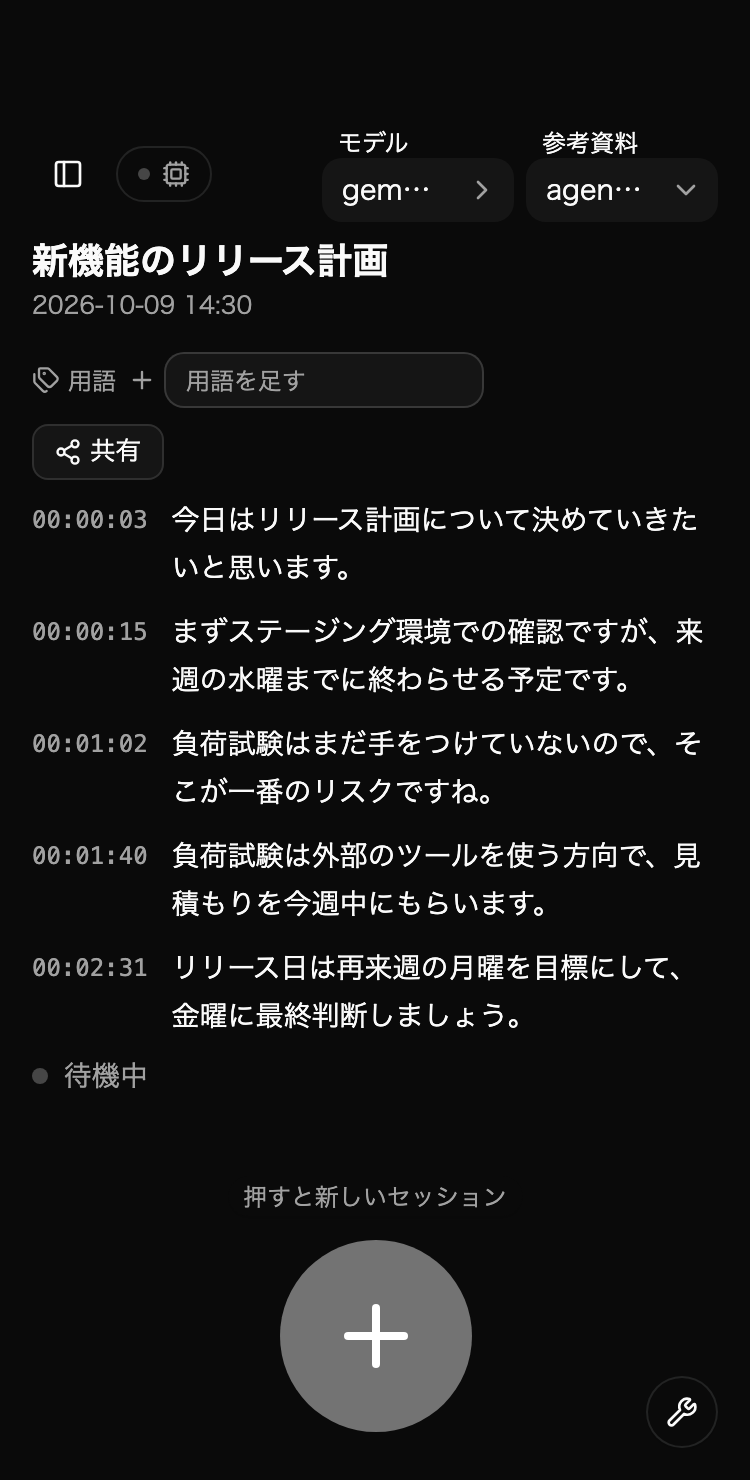 モデル
参考資料
gem…
agen…
新機能のリリース計画
2026-10-09 14:30
用語
用語を足す
共有
00:00:03 今日はリリース計画について決めていきた
いと思います。
00:00:15 まずステージング環境での確認ですが、来
週の水曜までに終わらせる予定です。
00:01:02 負荷試験はまだ手をつけていないので、そ
こが一番のリスクですね。
00:01:40 負荷試験は外部のツールを使う方向で、見
積もりを今週中にもらいます。
00:02:31 リリース日は再来週の月曜を目標にして、
金曜に最終判断しましょう。
待機中
押すと新しいセッション